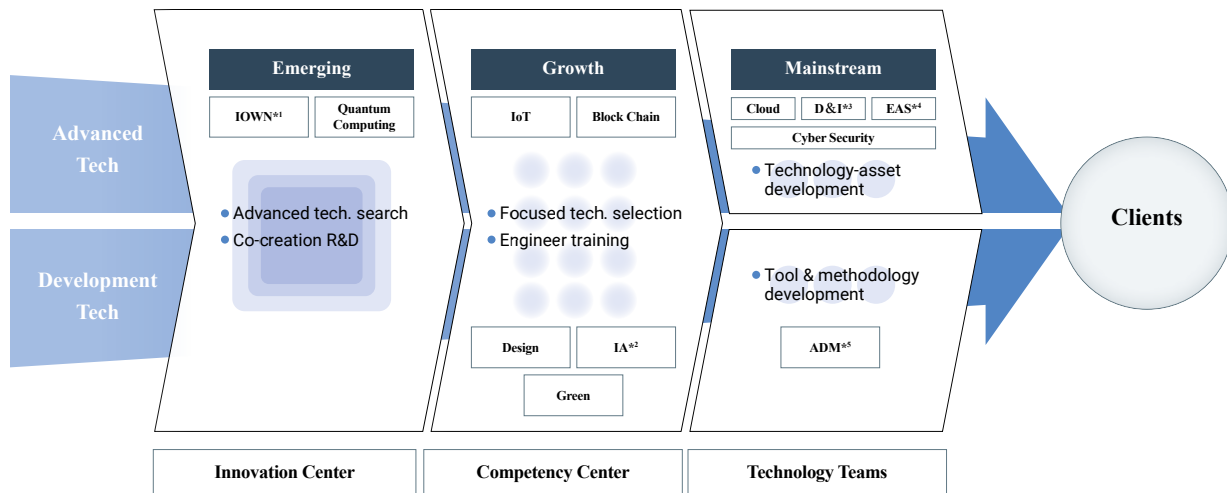 Emerging
Growth
Mainstream
IOWN*1
Quantum
Computing
IoT
Block Chain
Cloud
D&I*3
EAS*4
Cyber Security
Advanced
Tech
• Technology-asset
development
• Advanced tech. search
• Co-creation R&D
• Focused tech. selection
• Engineer training
Clients
Development
Tech
• Tool & methodology
development
Design
IA*2
ADM*5
Green
Innovation Center
Competency Center
Technology Teams